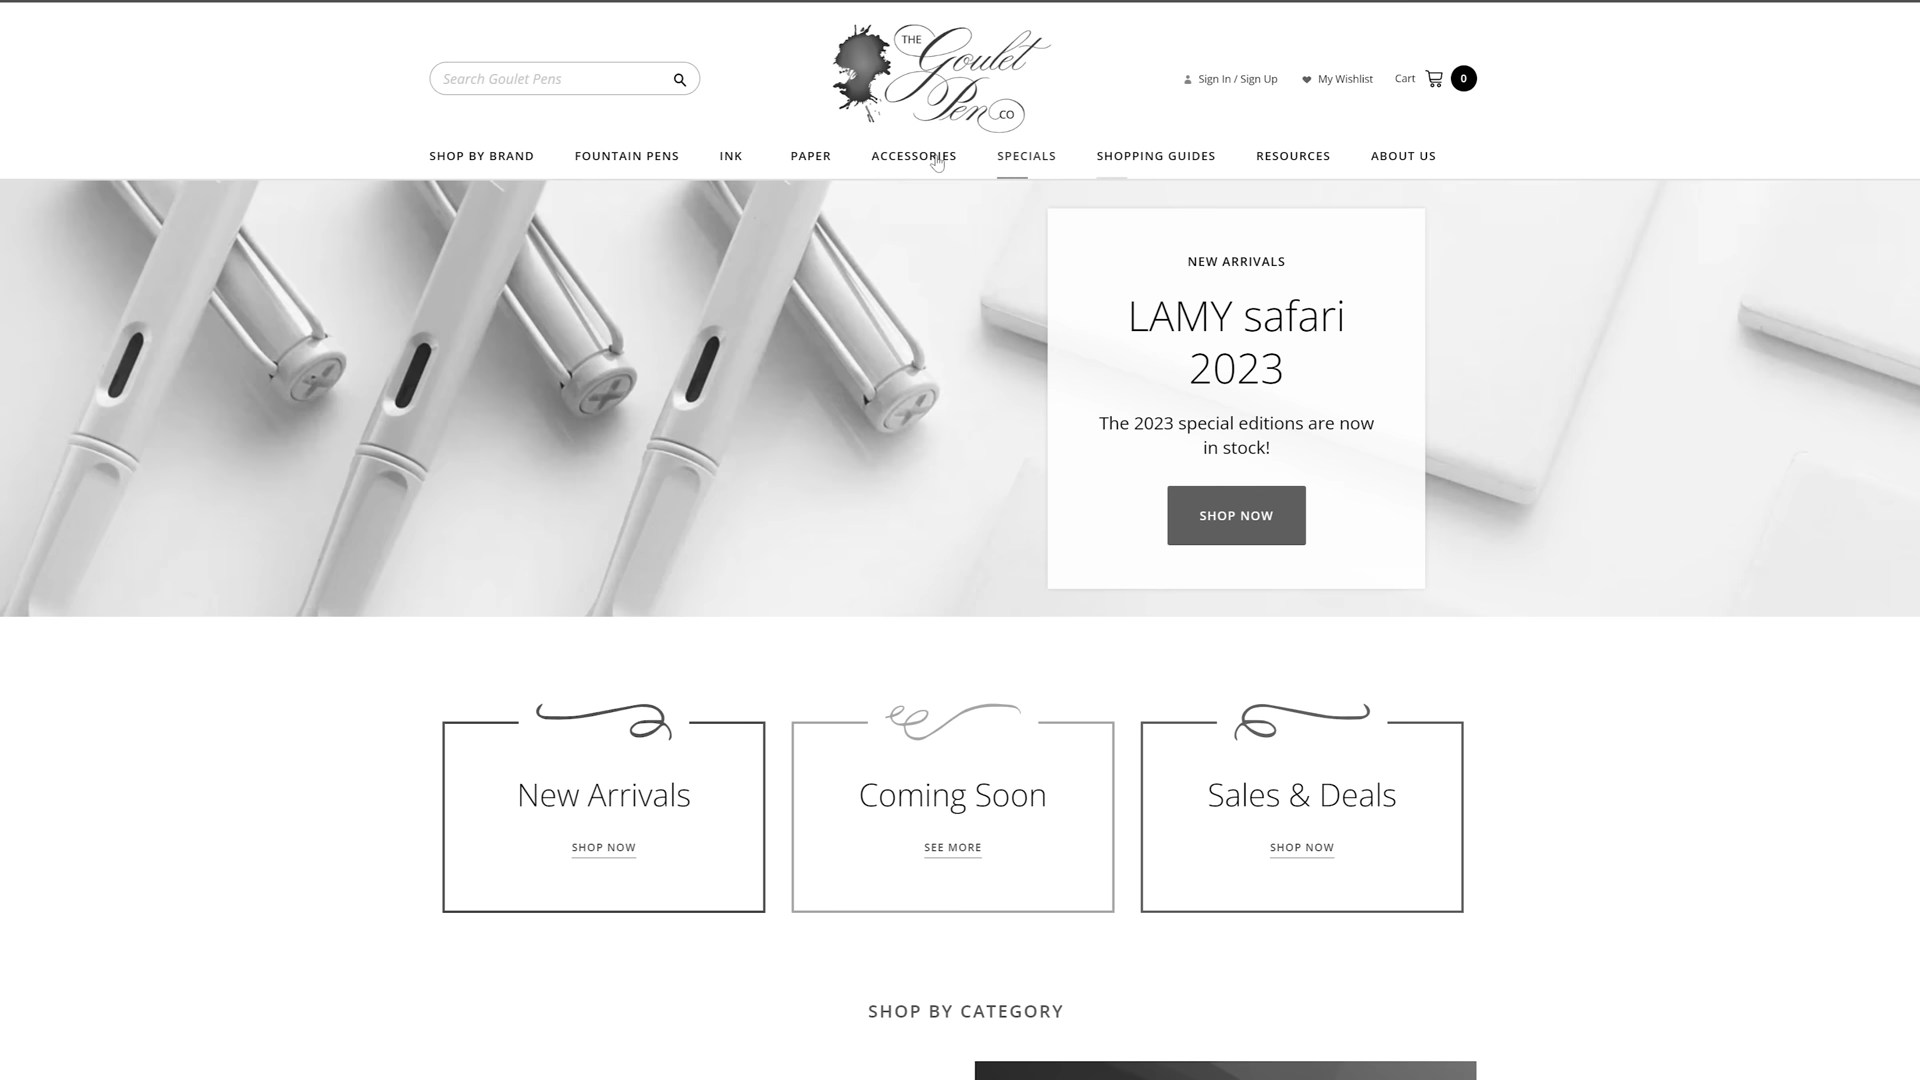 Search Goulet Pens
THE
Goulet
Pen
CO
Sign In / Sign Up
My Wishlist
Cart
0
SHOP BY BRAND
FOUNTAIN PENS
INK
PAPER
ACCESSORIES
SPECIALS
SHOPPING GUIDES
RESOURCES
ABOUT US
NEW ARRIVALS
LAMY safari
2023
The 2023 special editions are now
in stock!
SHOP NOW
New Arrivals
SHOP NOW
Coming Soon
SEE MORE
Sales & Deals
SHOP NOW
SHOP BY CATEGORY